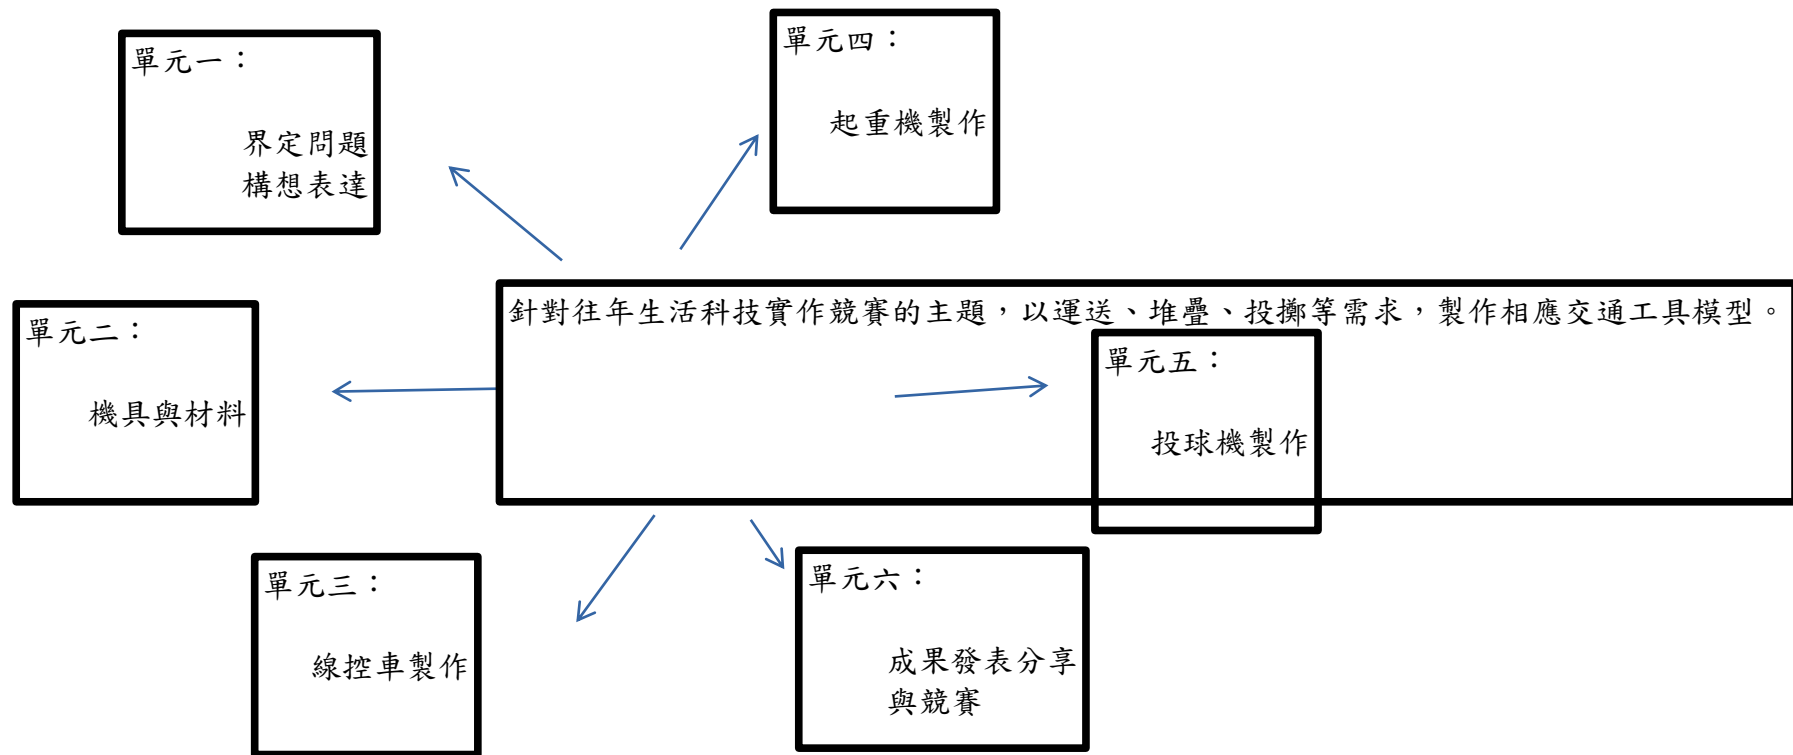 單元一：
界定問題
構想表達
單元四：
起重機製作
針對往年生活科技實作競賽的主題，以運送、堆疊、投擲等需求，製作相應交通工具模型。
單元二：
機具與材料
單元五：
投球機製作
單元三：
線控車製作
單元六：
成果發表分享
與競賽